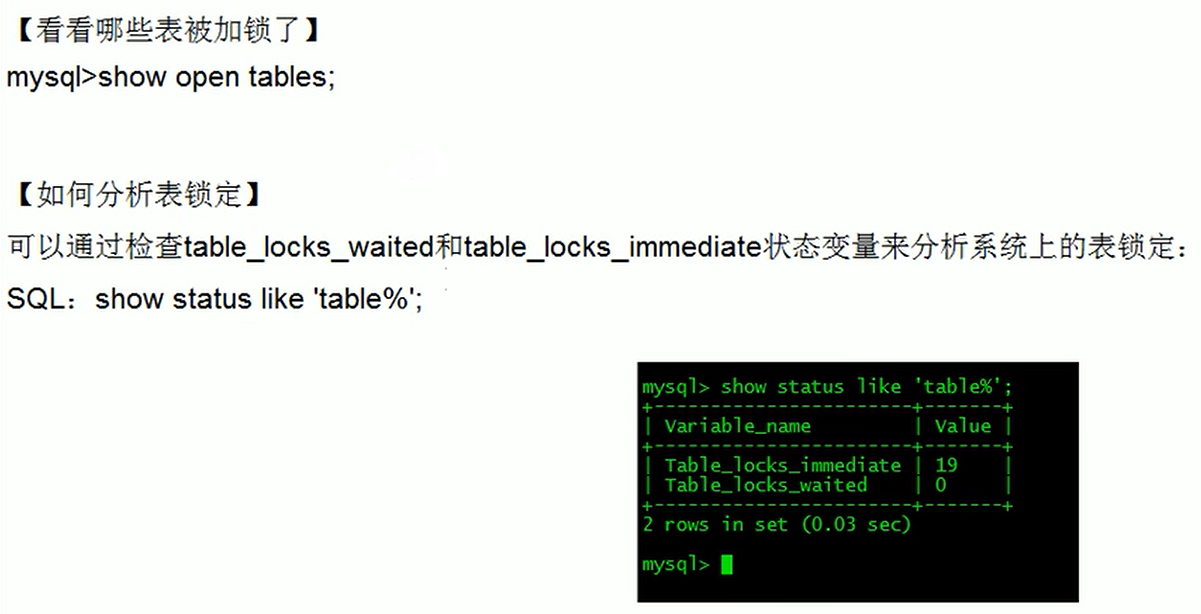 【看看哪些表被加锁了】
mysql>show open tables;
【如何分析表锁定】
可以通过检查table_locks_waited和table_locks_immediate状态变量来分析系统上的表锁定：
SQL：show status like 'table%';
mysql> show status like 'table%';
+-----------------------+-------+
| Variable_name         | Value |
+-----------------------+-------+
| Table_locks_immediate | 19    |
| Table_locks_waited    | 0     |
+-----------------------+-------+
2 rows in set (0.03 sec)
mysql>